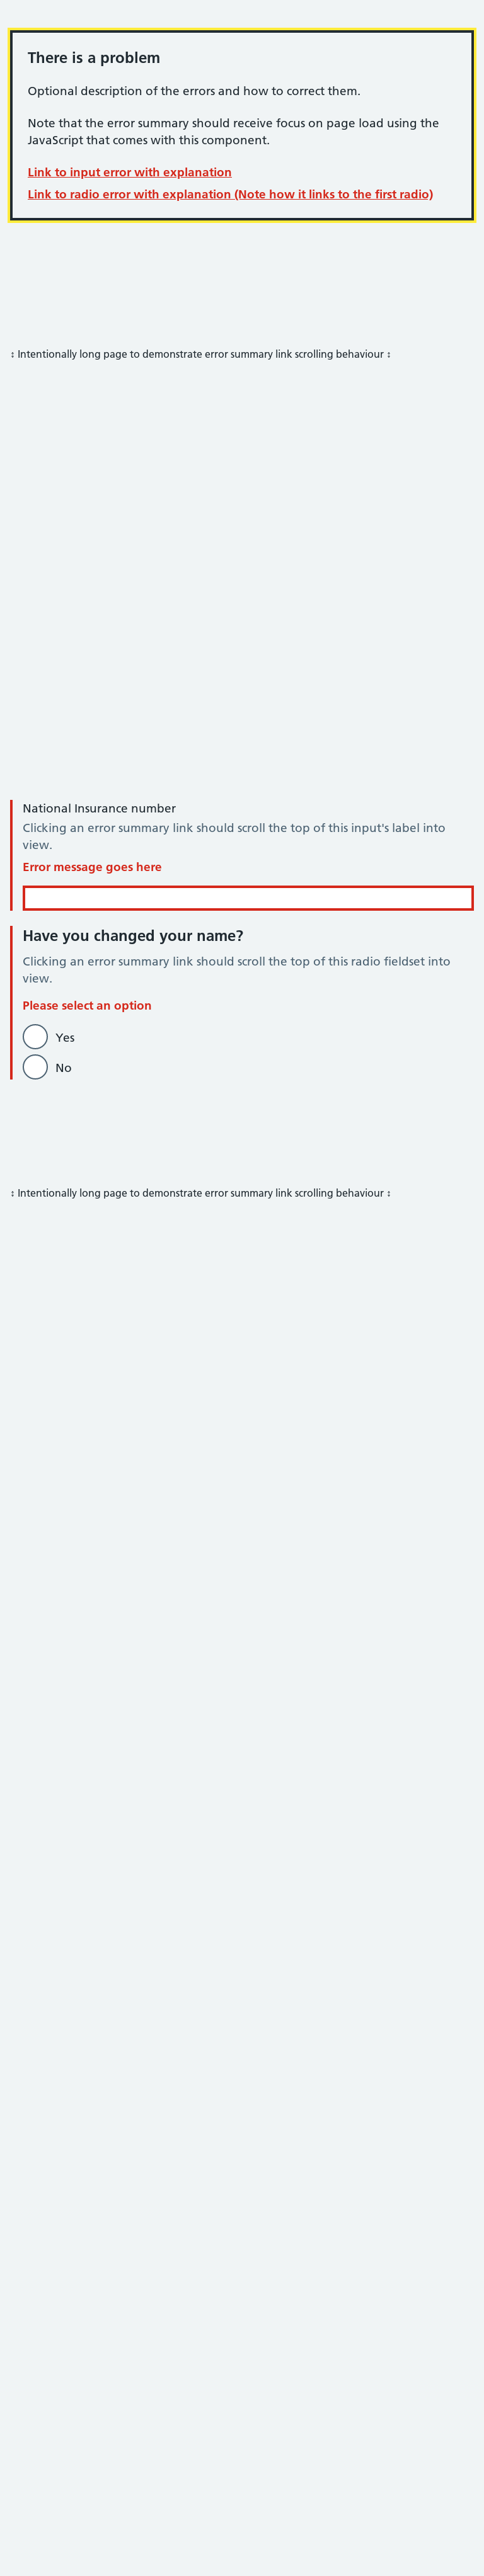 There is a problem
Optional description of the errors and how to correct them.
Note that the error summary should receive focus on page load using the
JavaScript that comes with this component.
Link to input error with explanation
Link to radio error with explanation (Note how it links to the first radio)
↕ Intentionally long page to demonstrate error summary link scrolling behaviour ↕
National Insurance number
Clicking an error summary link should scroll the top of this input's label into
view.
Error message goes here
Have you changed your name?
Clicking an error summary link should scroll the top of this radio fieldset into
view.
Please select an option
Yes
No
↕ Intentionally long page to demonstrate error summary link scrolling behaviour ↕